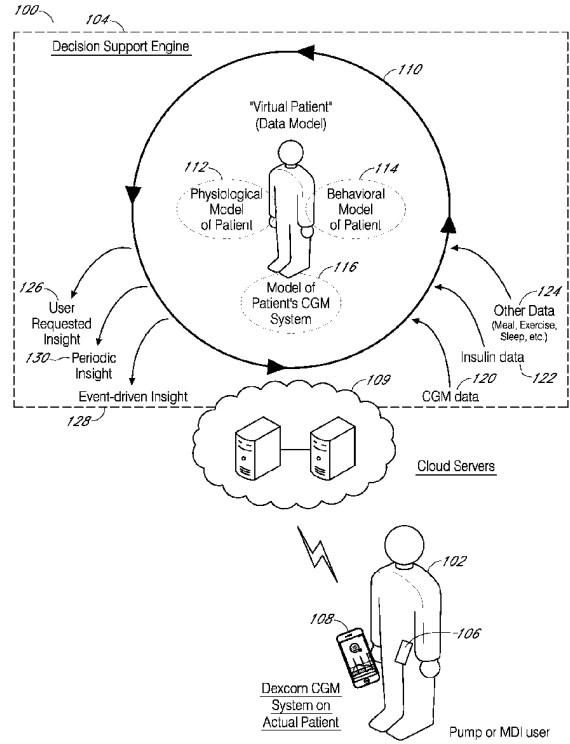 100
104
Decision Support Engine
110
"Virtual Patient"
(Data Model)
112
114
Physiological
Model
of Patient
Behavioral
Model
of Patient
116
Model of
Patient's CGM
System
126
User
Requested
Insight
130
Periodic
Insight
Event-driven Insight
128
124
Other Data
(Meal, Exercise,
Sleep, etc.)
Insulin data
122
120
CGM data
109
Cloud Servers
102
108
106
Dexcom CGM
System on
Actual Patient
Pump or MDI user